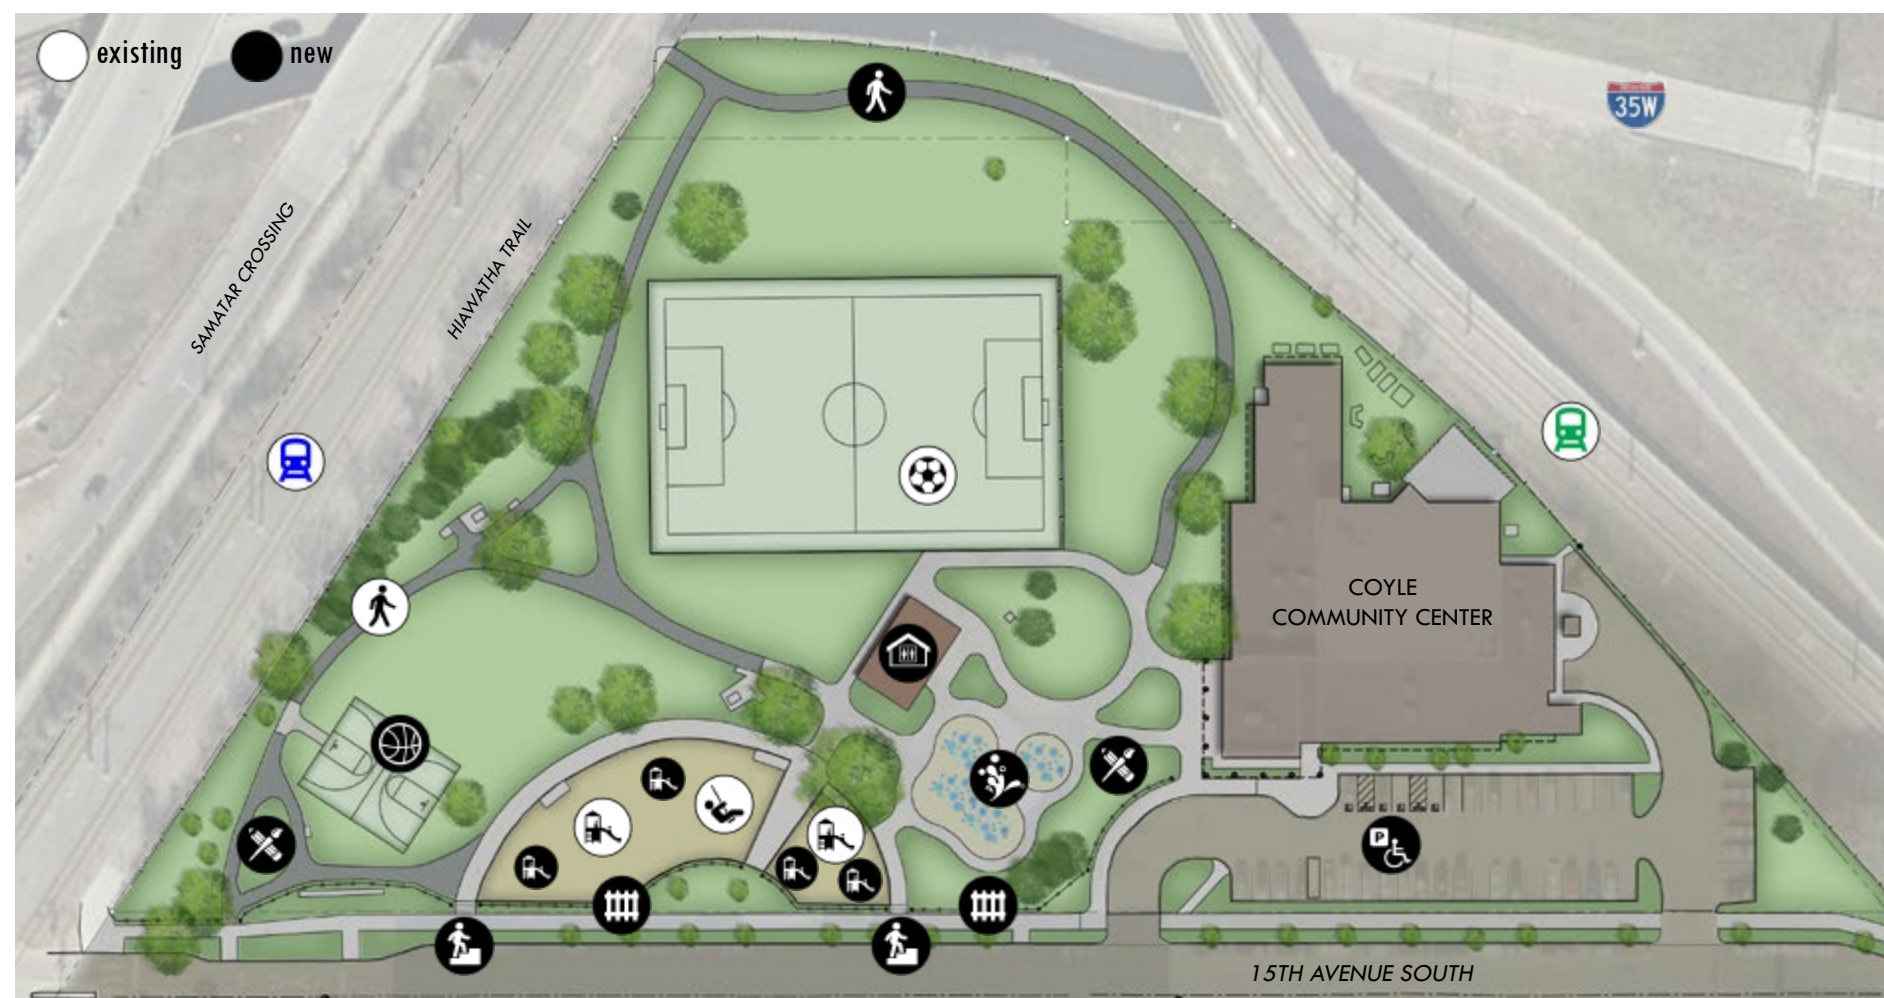 existing
new
35W
SAMATAR CROSSING
HIAWATHA TRAIL
COYLE
COMMUNITY CENTER
P
15TH AVENUE SOUTH